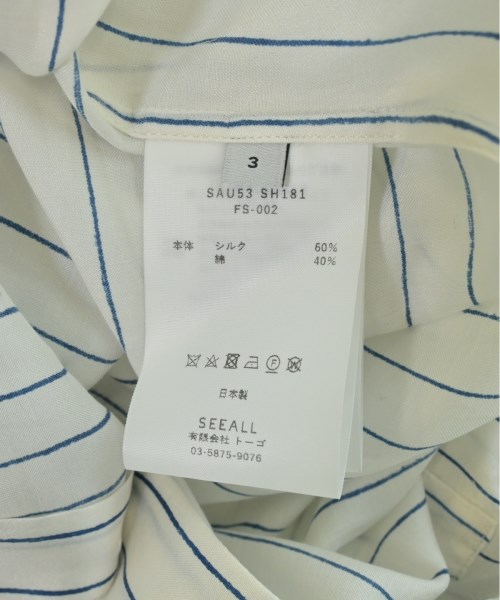 3
SAU53 SH181
FS-002
本体 シルク 60%
綿 40%
日本製
SEEALL
有限会社 トーゴ
03-5875-9076